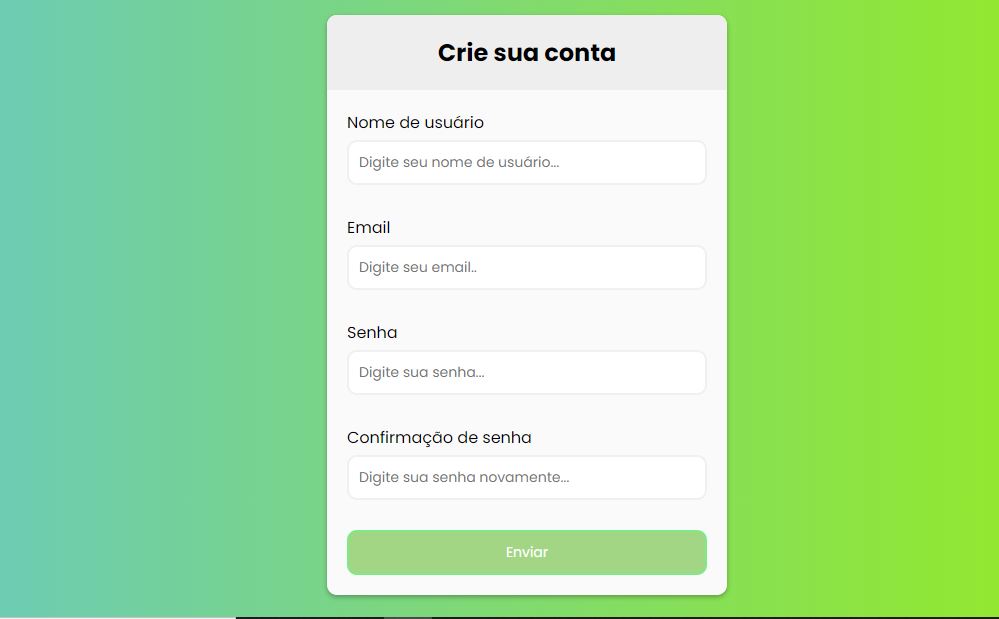 Crie sua conta
Nome de usuário
Digite seu nome de usuário...
Email
Digite seu email..
Senha
Digite sua senha...
Confirmação de senha
Digite sua senha novamente...
Enviar